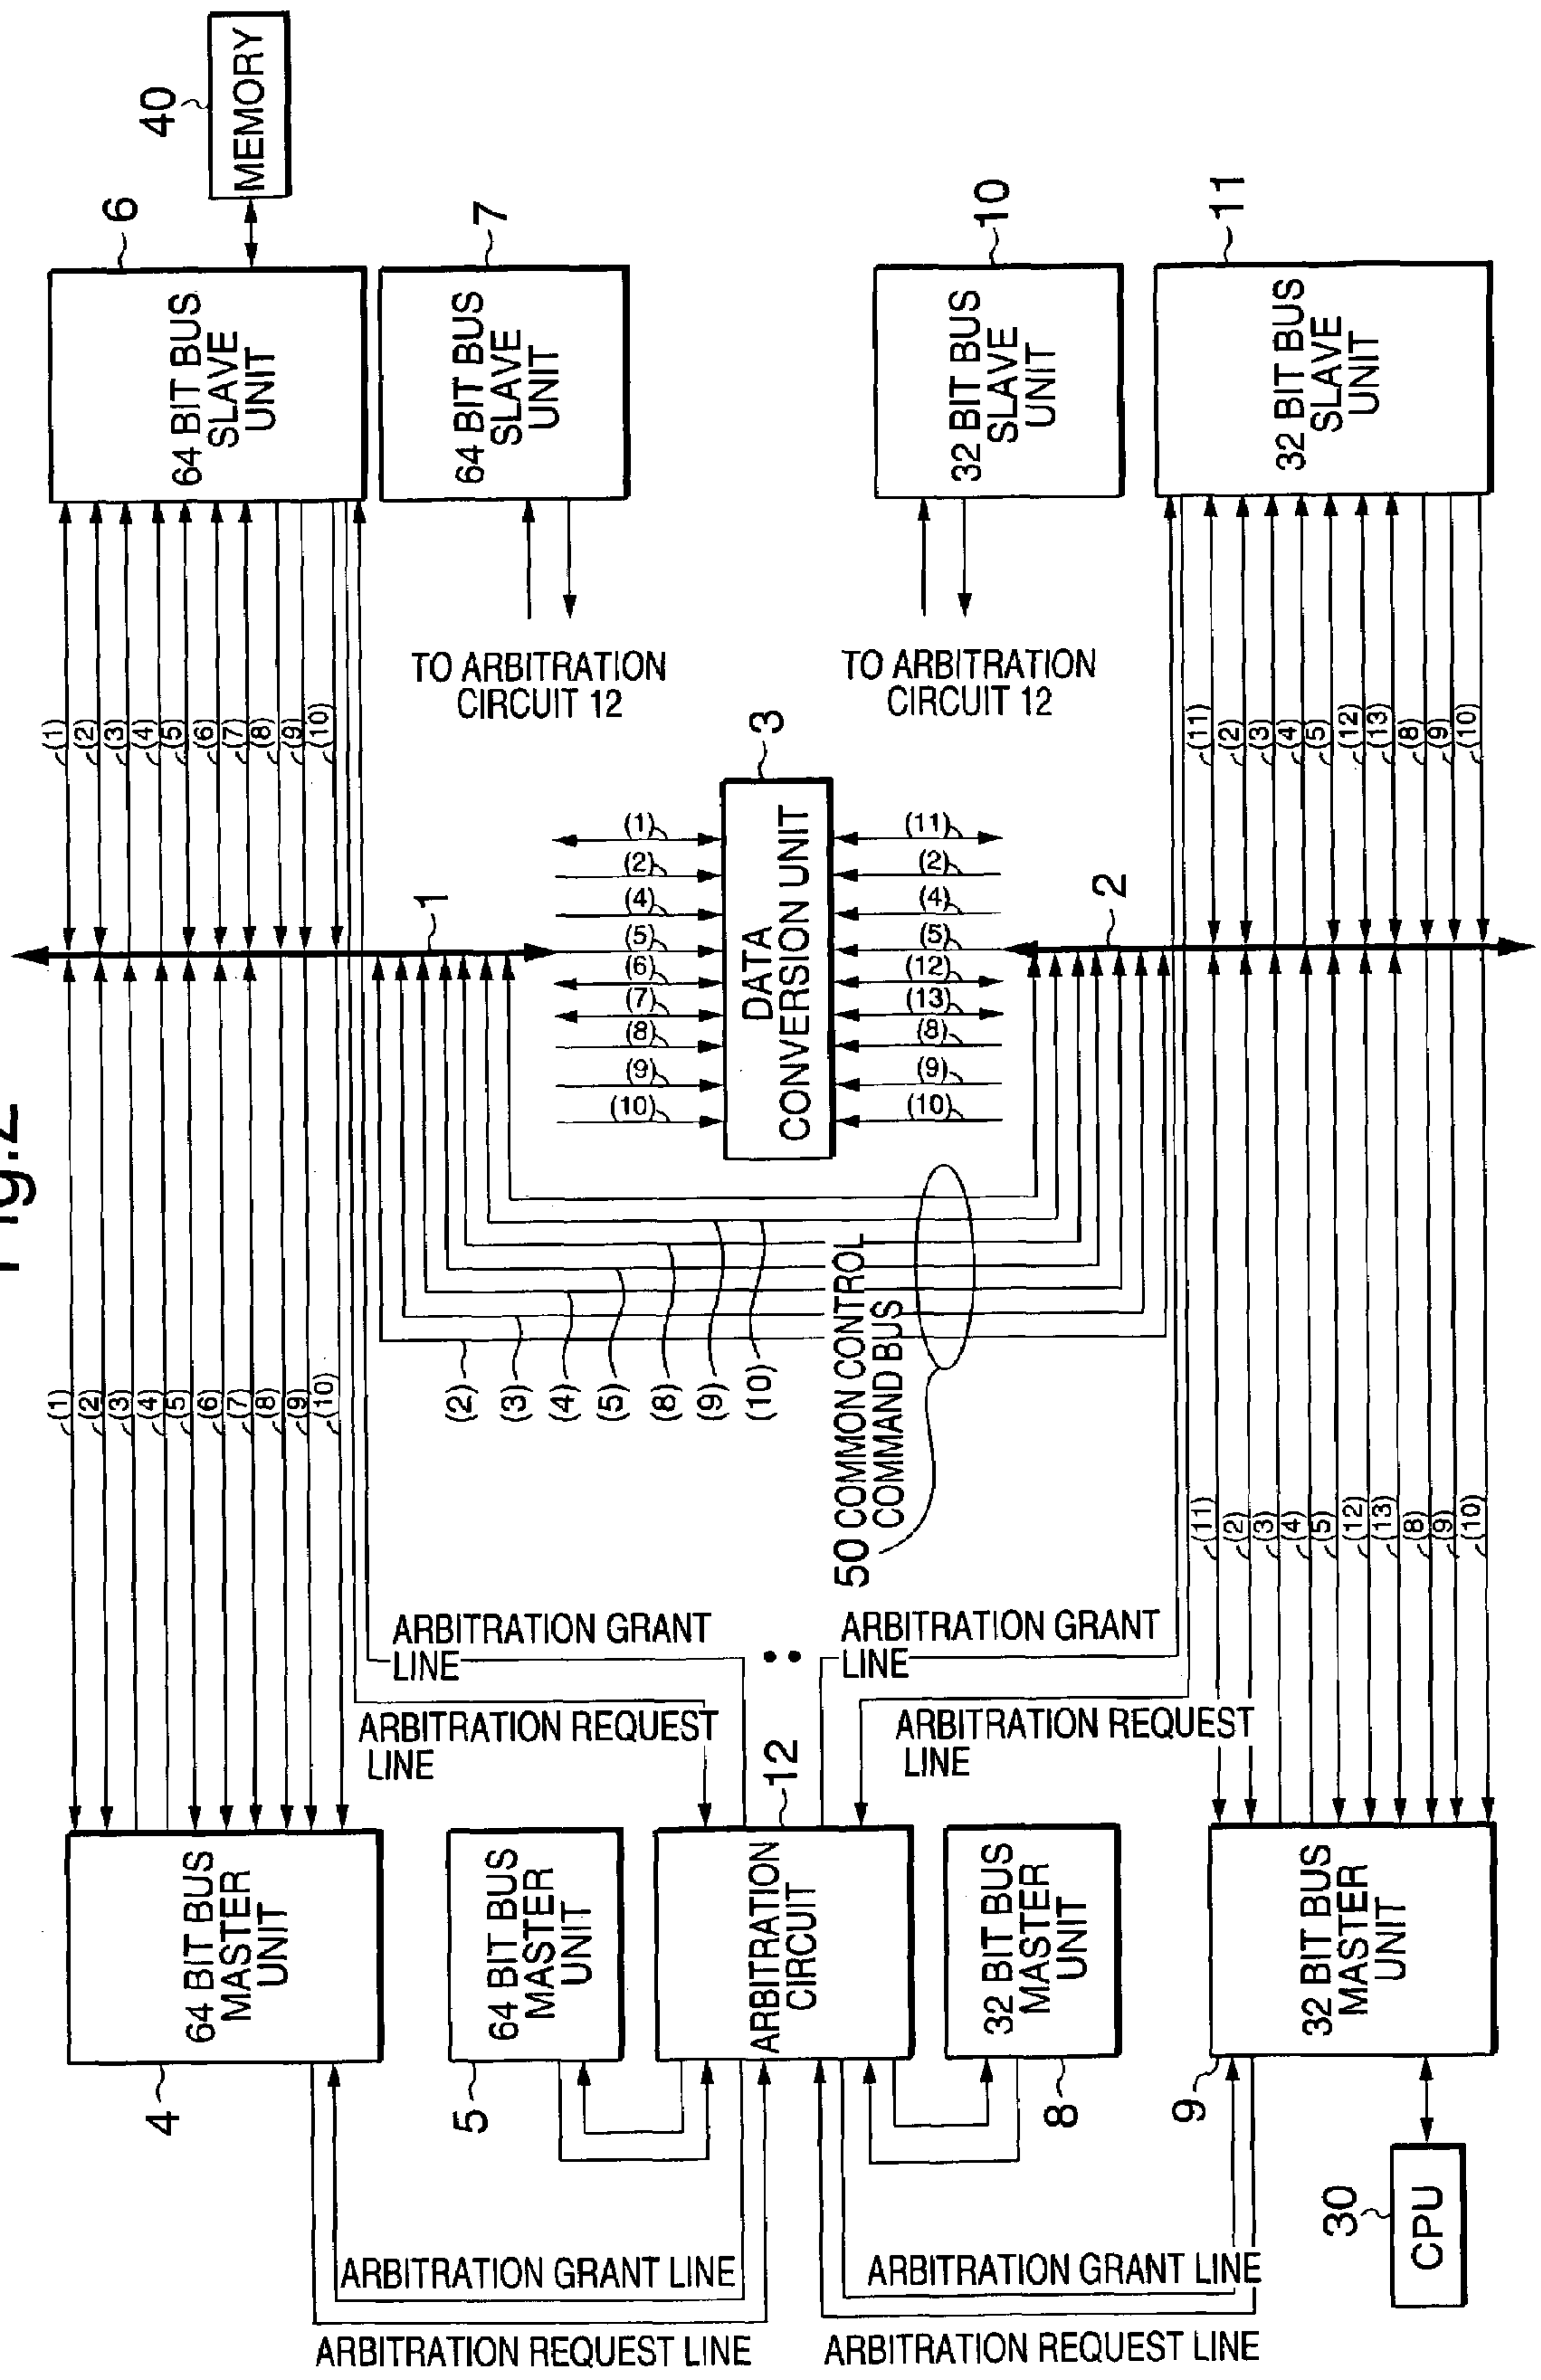 Fig.2
40
MEMORY
6
64 BIT BUS
SLAVE
UNIT
7
64 BIT BUS
SLAVE
UNIT
10
32 BIT BUS
SLAVE
UNIT
11
32 BIT BUS
SLAVE
UNIT
TO ARBITRATION
CIRCUIT 12
TO ARBITRATION
CIRCUIT 12
(1)
(2)
(3)
(4)
(5)
(6)
(7)
(8)
(9)
(10)
(11)
(2)
(3)
(4)
(5)
(12)
(13)
(8)
(9)
(10)
1
3
DATA
CONVERSION UNIT
2
(1)
(2)
(4)
(5)
(6)
(7)
(8)
(9)
(10)
(11)
(2)
(4)
(5)
(12)
(13)
(8)
(9)
(10)
(1)
(2)
(3)
(4)
(5)
(6)
(7)
(8)
(9)
(10)
(2)
(3)
(4)
(5)
(8)
(9)
(10)
50 COMMON CONTROL
COMMAND BUS
(11)
(2)
(3)
(4)
(5)
(12)
(13)
(8)
(9)
(10)
ARBITRATION GRANT
LINE
ARBITRATION GRANT
LINE
ARBITRATION REQUEST
LINE
ARBITRATION REQUEST
LINE
12
64 BIT BUS
MASTER
UNIT
4
64 BIT BUS
MASTER
UNIT
5
ARBITRATION
CIRCUIT
32 BIT BUS
MASTER
UNIT
8
32 BIT BUS
MASTER
UNIT
9
30
CPU
ARBITRATION GRANT LINE
ARBITRATION GRANT LINE
ARBITRATION REQUEST LINE
ARBITRATION REQUEST LINE